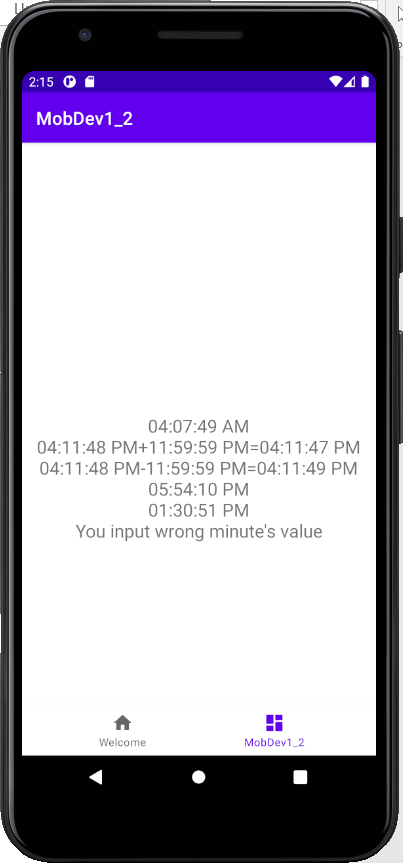 2:15
MobDev1_2
04:07:49 AM
04:11:48 PM+11:59:59 PM=04:11:47 PM
04:11:48 PM-11:59:59 PM=04:11:49 PM
05:54:10 PM
01:30:51 PM
You input wrong minute's value
Welcome
MobDev1_2